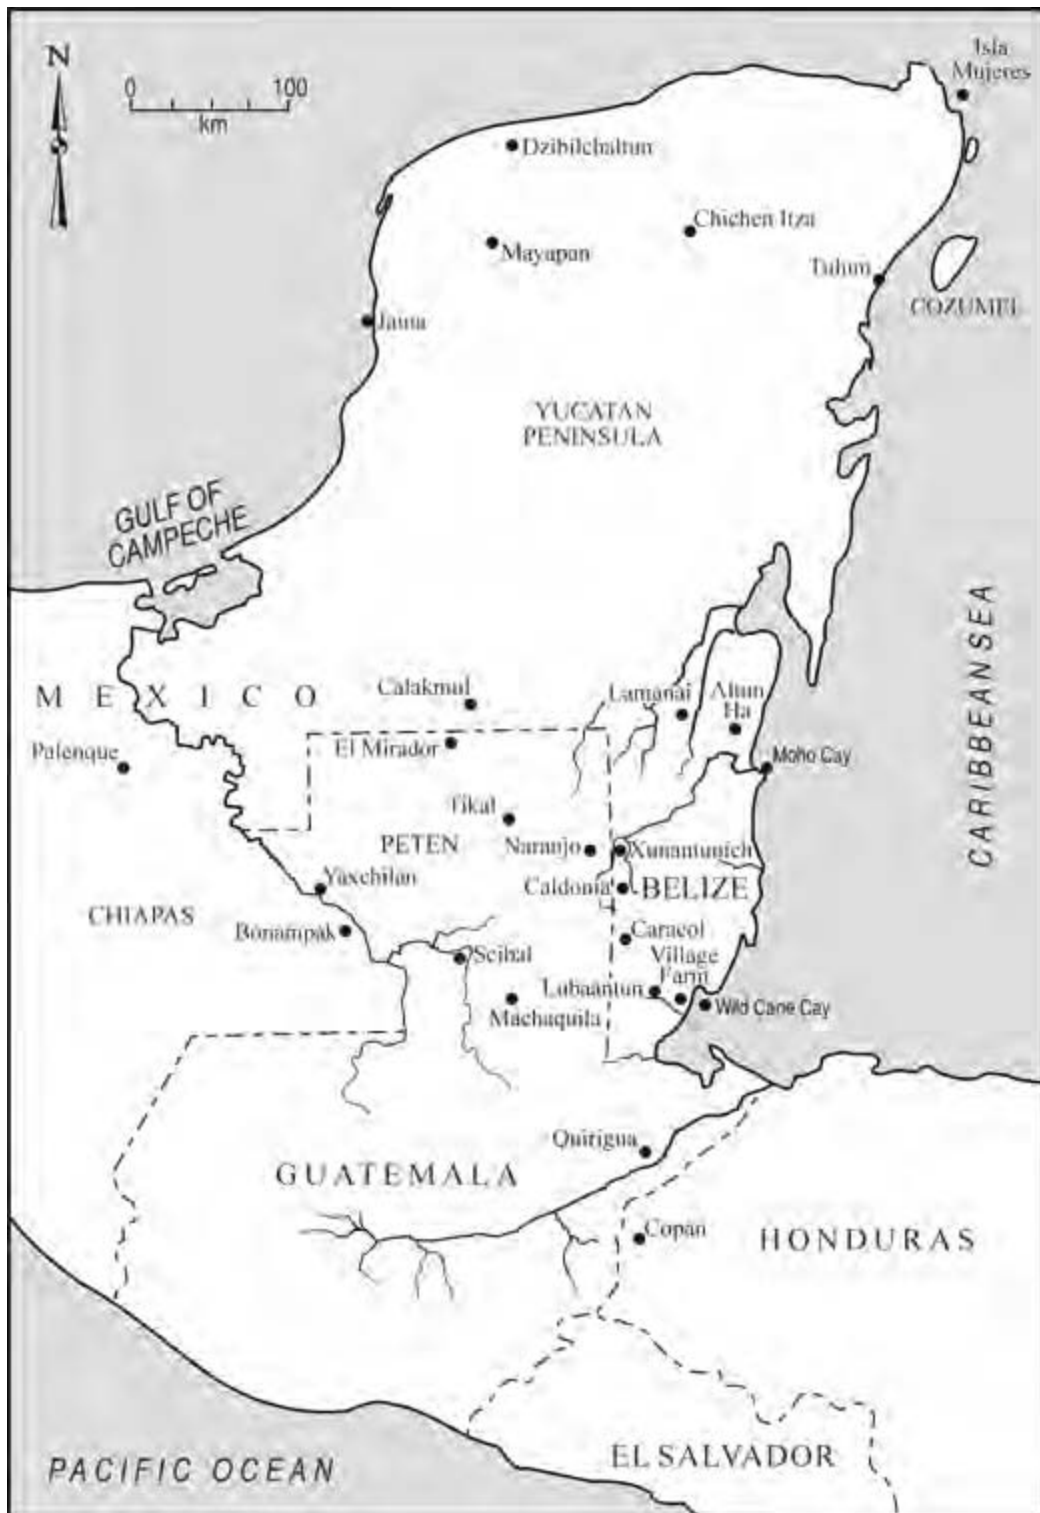 N
0 100
km
Isla
Mujeres
Dzibilchaltun
Chichen Itza
Mayapan
Tulum
COZUMEL
Jaina
YUCATAN
PENINSULA
GULF OF
CAMPECHE
CARIBBEAN SEA
MEXICO
Calakmul
Lamanai
Altun
Ha
Palenque
El Mirador
Moho Cay
Tikal
PETEN
Naranjo
Xunantunich
Yaxchilan
Caldonia
BELIZE
CHIAPAS
Bonampak
Caracol
Seibal
Village
Farm
Lubaantun
Machaquila
Wild Cane Cay
Quirigua
GUATEMALA
Copan
HONDURAS
EL SALVADOR
PACIFIC OCEAN